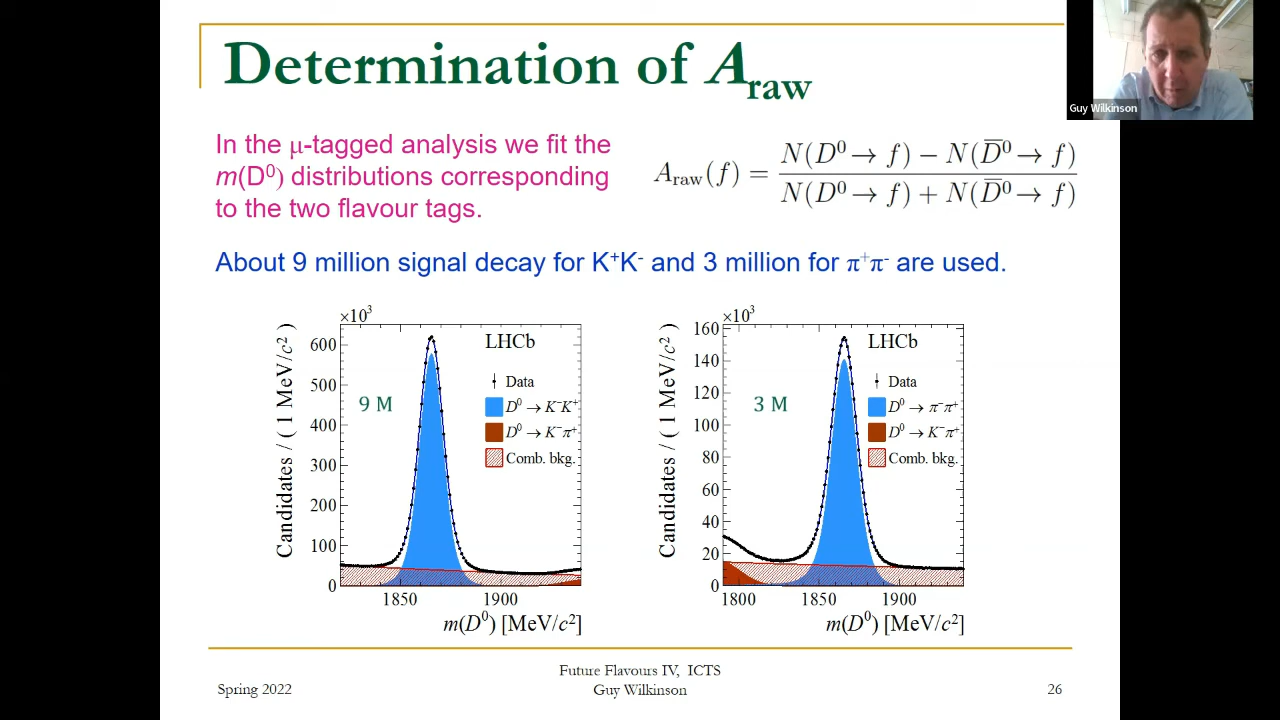 Determination of A_raw
Guy Wilkinson
In the μ-tagged analysis we fit the
m(D⁰) distributions corresponding
to the two flavour tags.
A_raw(f) = N(D⁰ → f) − N(D̅⁰ → f) / N(D⁰ → f) + N(D̅⁰ → f)
About 9 million signal decay for K⁺K⁻ and 3 million for π⁺π⁻ are used.
×10³
Candidates / ( 1 MeV/c² )
600
500
400
300
200
100
0
LHCb
9 M
Data
D⁰ → K⁻K⁺
D⁰ → K⁻π⁺
Comb. bkg.
1850 1900
m(D⁰) [MeV/c²]
×10³
Candidates / ( 1 MeV/c² )
160
140
120
100
80
60
40
20
0
LHCb
3 M
Data
D⁰ → π⁻π⁺
D⁰ → K⁻π⁺
Comb. bkg.
1800 1850 1900
m(D⁰) [MeV/c²]
Spring 2022
Future Flavours IV, ICTS
Guy Wilkinson
26